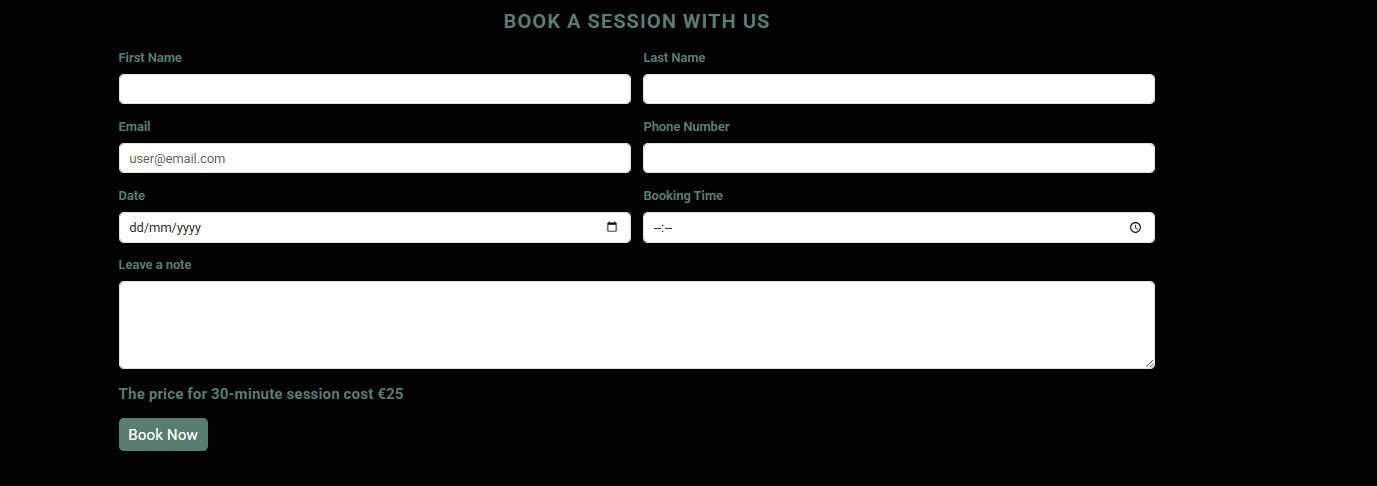 BOOK A SESSION WITH US
First Name
Last Name
Email
Phone Number
user@email.com
Date
Booking Time
dd/mm/yyyy
--:--
Leave a note
The price for 30-minute session cost €25
Book Now